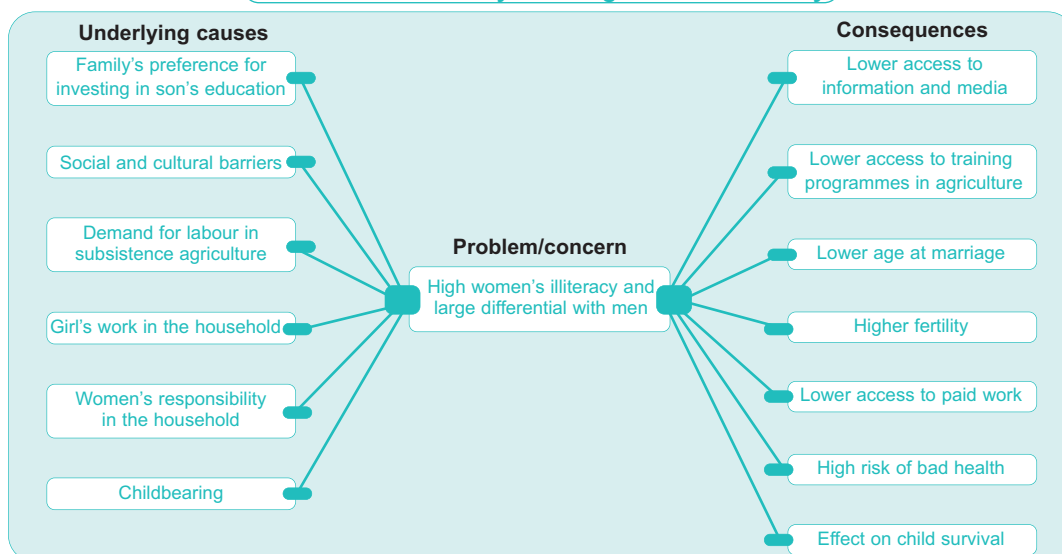 Underlying causes
Family's preference for
investing in son's education
Social and cultural barriers
Demand for labour in
subsistence agriculture
Girl's work in the household
Women's responsibility
in the household
Childbearing
Problem/concern
High women's illiteracy and
large differential with men
Consequences
Lower access to
information and media
Lower access to training
programmes in agriculture
Lower age at marriage
Higher fertility
Lower access to paid work
High risk of bad health
Effect on child survival